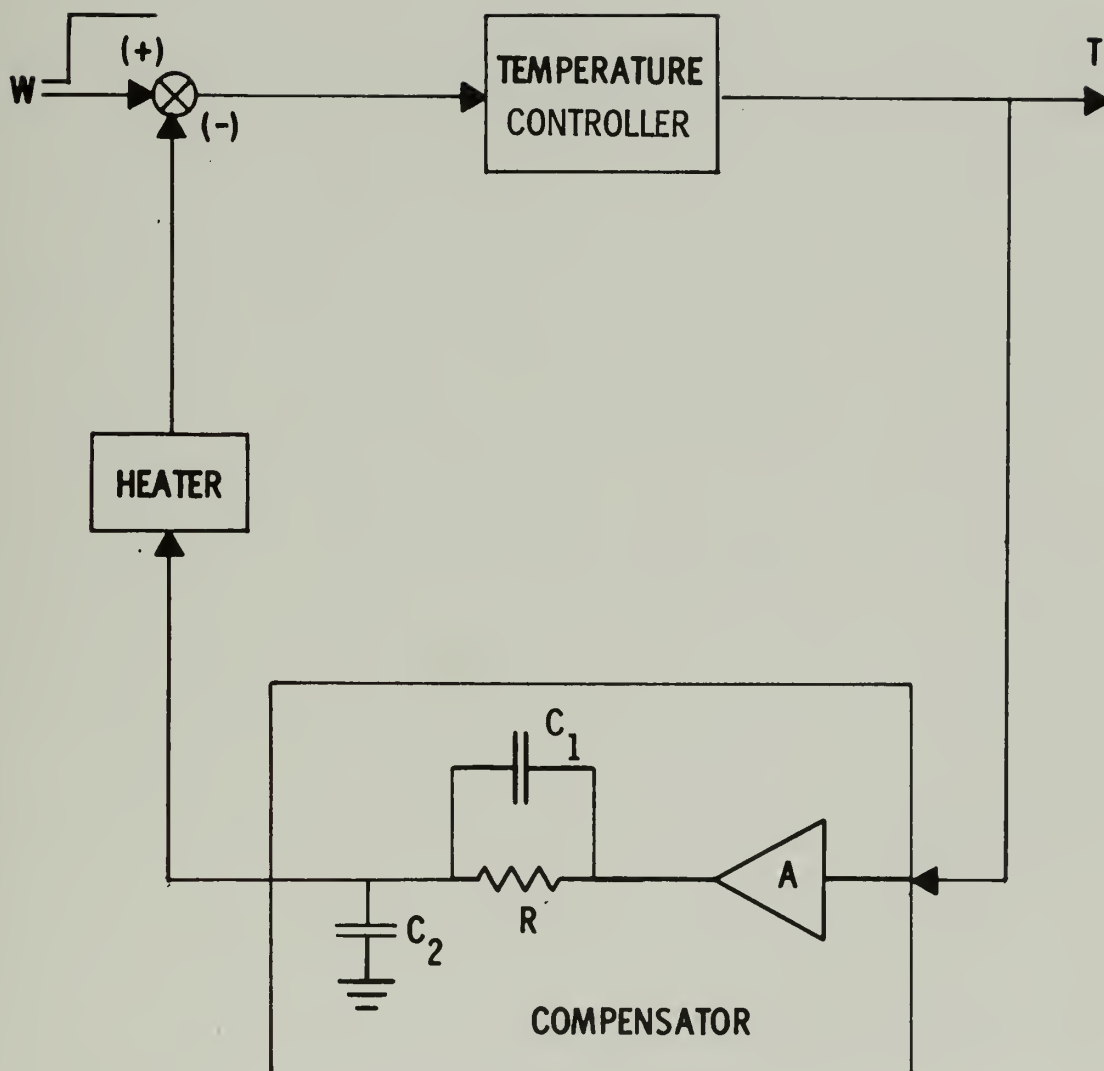 (+)
W
(-)
TEMPERATURE
CONTROLLER
T
HEATER
C1
A
R
C2
COMPENSATOR